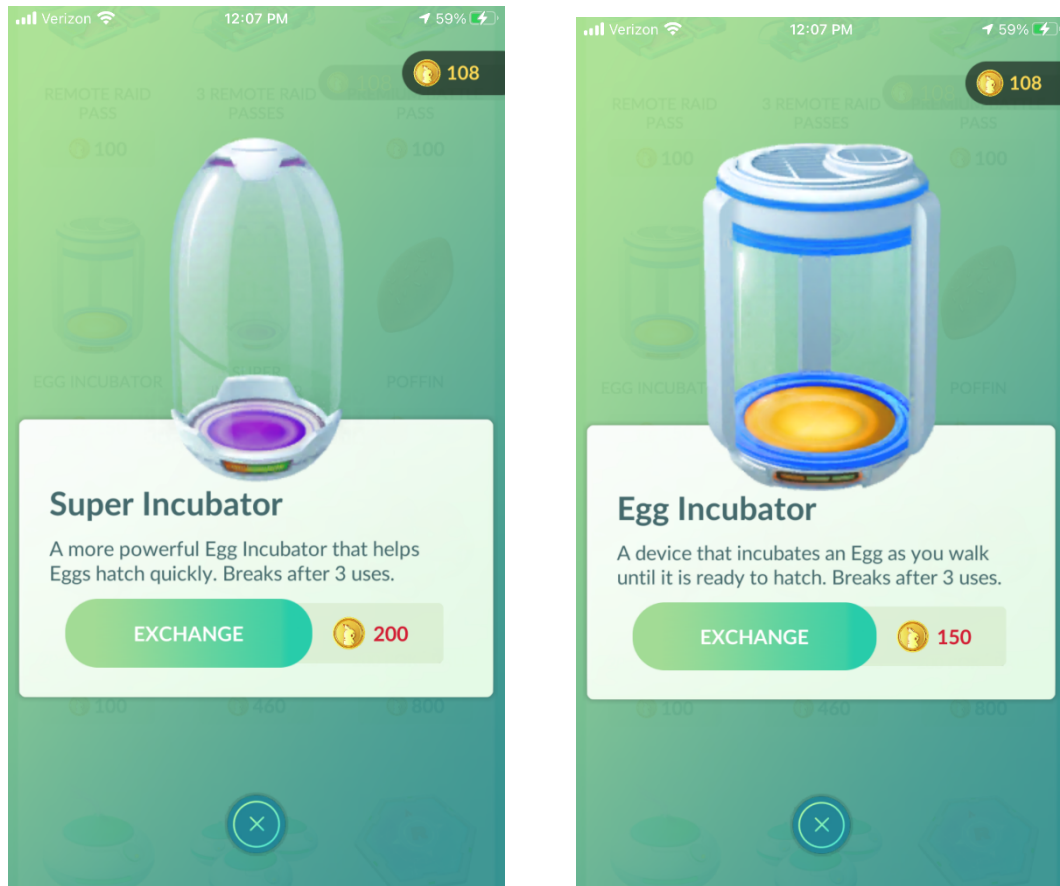 Verizon 12:07 PM 59%
108
REMOTE RAID PASS
3 REMOTE RAID PASSES
PASS
100
100
EGG INCUBATOR
SUPER
POFFIN
Super Incubator
A more powerful Egg Incubator that helps
Eggs hatch quickly. Breaks after 3 uses.
EXCHANGE 200
100 460 800
Verizon 12:07 PM 59%
108
REMOTE RAID PASS
3 REMOTE RAID PASSES
PASS
100
100
EGG INCUBAT
POFFIN
Egg Incubator
A device that incubates an Egg as you walk
until it is ready to hatch. Breaks after 3 uses.
EXCHANGE 150
100 460 800